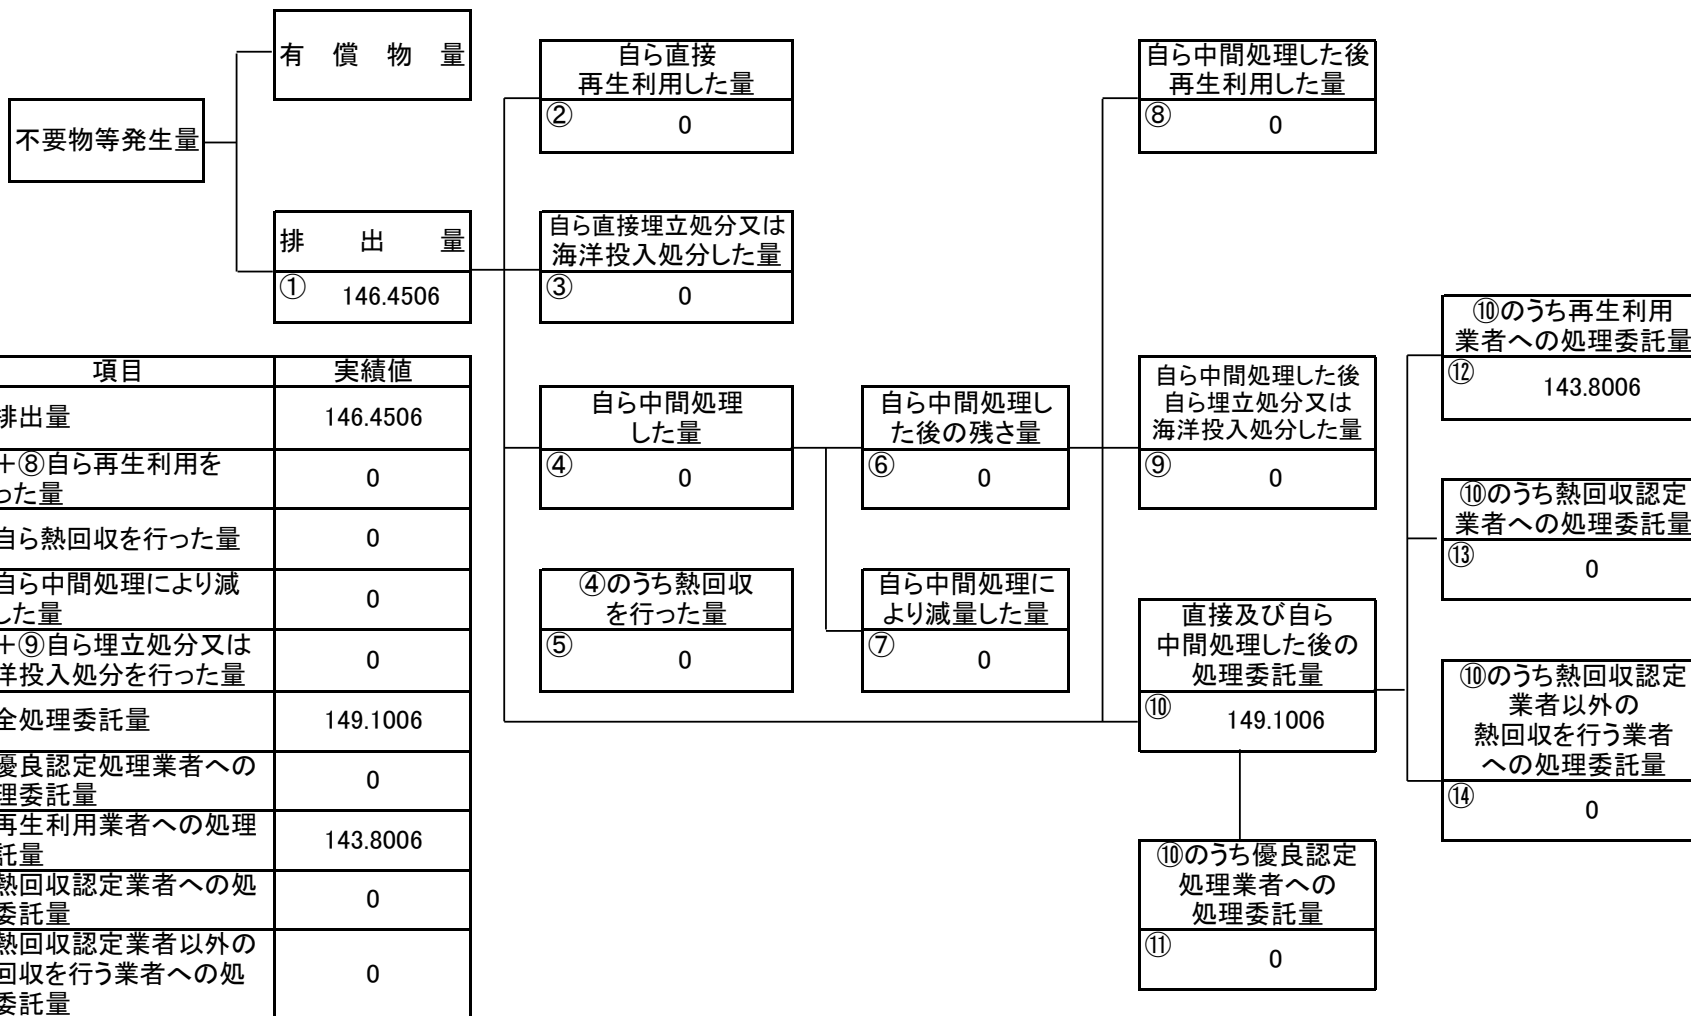 有償物量
不要物等発生量
排出量
① 146.4506
自ら直接
再生利用した量
② 0
自ら直接埋立処分又は
海洋投入処分した量
③ 0
自ら中間処理
した量
④ 0
④のうち熱回収
を行った量
⑤ 0
自ら中間処理し
た後の残さ量
⑥ 0
自ら中間処理に
より減量した量
⑦ 0
自ら中間処理した後
再生利用した量
⑧ 0
自ら中間処理した後
自ら埋立処分又は
海洋投入処分した量
⑨ 0
直接及び自ら
中間処理した後の
処理委託量
⑩ 149.1006
⑩のうち優良認定
処理業者への
処理委託量
⑪ 0
⑩のうち再生利用
業者への処理委託量
⑫ 143.8006
⑩のうち熱回収認定
業者への処理委託量
⑬ 0
⑩のうち熱回収認定
業者以外の
熱回収を行う業者
への処理委託量
⑭ 0
項目 実績値
排出量 146.4506
+⑧自ら再生利用を
った量 0
自ら熱回収を行った量 0
自ら中間処理により減
した量 0
+⑨自ら埋立処分又は
洋投入処分を行った量 0
全処理委託量 149.1006
優良認定処理業者への
理委託量 0
再生利用業者への処理
託量 143.8006
熱回収認定業者への処
委託量 0
熱回収認定業者以外の
回収を行う業者への処
委託量 0